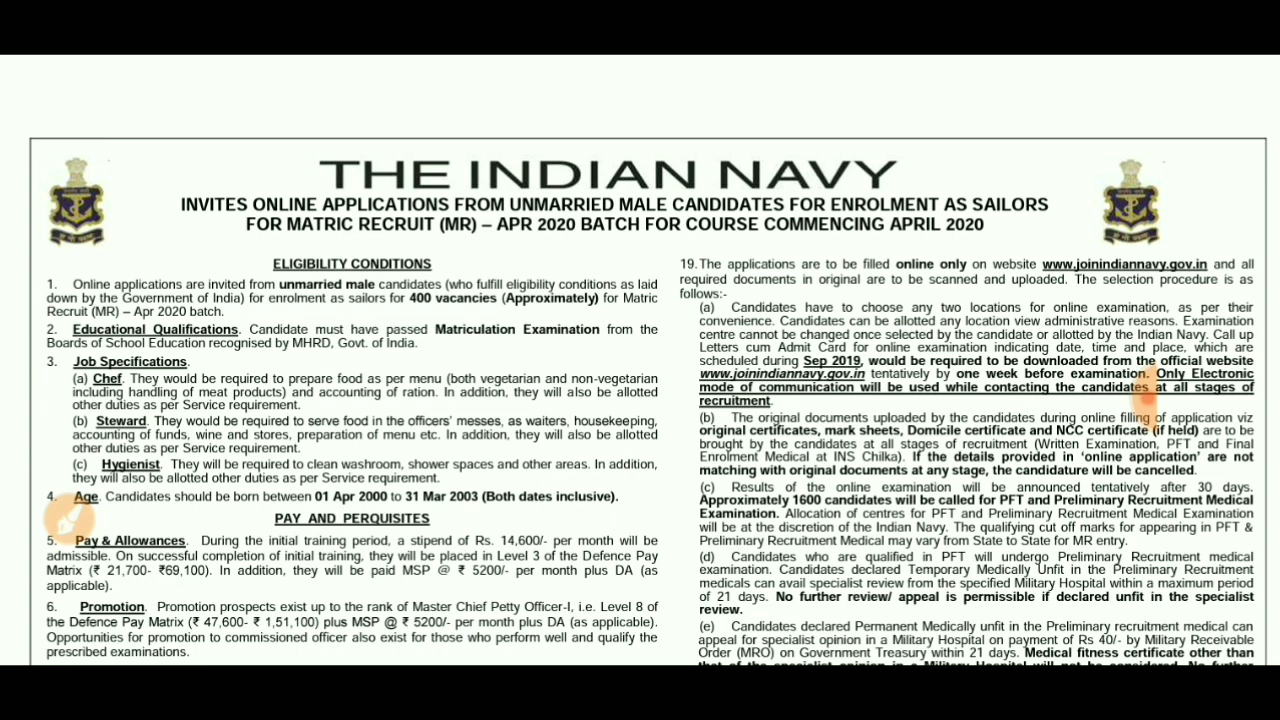 THE INDIAN NAVY
INVITES ONLINE APPLICATIONS FROM UNMARRIED MALE CANDIDATES FOR ENROLMENT AS SAILORS
FOR MATRIC RECRUIT (MR) – APR 2020 BATCH FOR COURSE COMMENCING APRIL 2020
ELIGIBILITY CONDITIONS
1. Online applications are invited from unmarried male candidates (who fulfill eligibility conditions as laid
down by the Government of India) for enrolment as sailors for 400 vacancies (Approximately) for Matric
Recruit (MR) – Apr 2020 batch.
2. Educational Qualifications. Candidate must have passed Matriculation Examination from the
Boards of School Education recognised by MHRD, Govt. of India.
3. Job Specifications.
(a) Chef. They would be required to prepare food as per menu (both vegetarian and non-vegetarian
including handling of meat products) and accounting of ration. In addition, they will also be allotted
other duties as per Service requirement.
(b) Steward. They would be required to serve food in the officers' messes, as waiters, housekeeping,
accounting of funds, wine and stores, preparation of menu etc. In addition, they will also be allotted
other duties as per Service requirement.
(c) Hygienist. They will be required to clean washroom, shower spaces and other areas. In addition,
they will also be allotted other duties as per Service requirement.
4. Age. Candidates should be born between 01 Apr 2000 to 31 Mar 2003 (Both dates inclusive).
PAY AND PERQUISITES
5. Pay & Allowances. During the initial training period, a stipend of Rs. 14,600/- per month will be
admissible. On successful completion of initial training, they will be placed in Level 3 of the Defence Pay
Matrix (₹ 21,700- ₹69,100). In addition, they will be paid MSP @ ₹ 5200/- per month plus DA (as
applicable).
6. Promotion. Promotion prospects exist up to the rank of Master Chief Petty Officer-I, i.e. Level 8 of
the Defence Pay Matrix (₹ 47,600- ₹ 1,51,100) plus MSP @ ₹ 5200/- per month plus DA (as applicable).
Opportunities for promotion to commissioned officer also exist for those who perform well and qualify the
prescribed examinations.
19. The applications are to be filled online only on website www.joinindiannavy.gov.in and all
required documents in original are to be scanned and uploaded. The selection procedure is as
follows:-
(a) Candidates have to choose any two locations for online examination, as per their
convenience. Candidates can be allotted any location view administrative reasons. Examination
centre cannot be changed once selected by the candidate or allotted by the Indian Navy. Call up
Letters cum Admit Card for online examination indicating date, time and place, which are
scheduled during Sep 2019, would be required to be downloaded from the official website
www.joinindiannavy.gov.in tentatively by one week before examination. Only Electronic
mode of communication will be used while contacting the candidates at all stages of
recruitment.
(b) The original documents uploaded by the candidates during online filling of application viz
original certificates, mark sheets, Domicile certificate and NCC certificate (if held) are to be
brought by the candidates at all stages of recruitment (Written Examination, PFT and Final
Enrolment Medical at INS Chilka). If the details provided in 'online application' are not
matching with original documents at any stage, the candidature will be cancelled.
(c) Results of the online examination will be announced tentatively after 30 days.
Approximately 1600 candidates will be called for PFT and Preliminary Recruitment Medical
Examination. Allocation of centres for PFT and Preliminary Recruitment Medical Examination
will be at the discretion of the Indian Navy. The qualifying cut off marks for appearing in PFT &
Preliminary Recruitment Medical may vary from State to State for MR entry.
(d) Candidates who are qualified in PFT will undergo Preliminary Recruitment medical
examination. Candidates declared Temporary Medically Unfit in the Preliminary Recruitment
medicals can avail specialist review from the specified Military Hospital within a maximum period
of 21 days. No further review/ appeal is permissible if declared unfit in the specialist
review.
(e) Candidates declared Permanent Medically unfit in the Preliminary recruitment medical can
appeal for specialist opinion in a Military Hospital on payment of Rs 40/- by Military Receivable
Order (MRO) on Government Treasury within 21 days. Medical fitness certificate other than
that of the specialist opinion in a Military Hospital will not be considered. No further